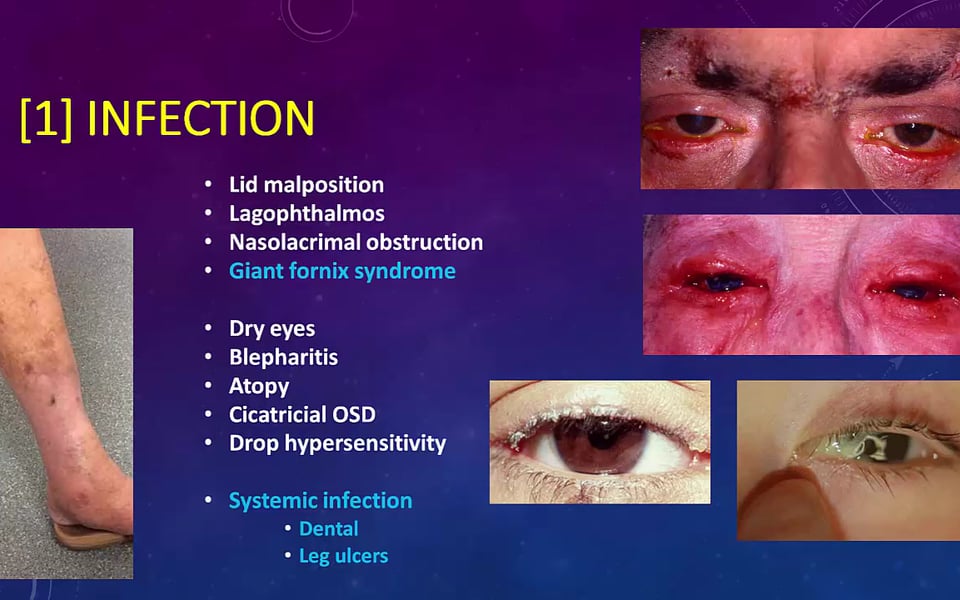 [1] INFECTION
• Lid malposition
• Lagophthalmos
• Nasolacrimal obstruction
• Giant fornix syndrome
• Dry eyes
• Blepharitis
• Atopy
• Cicatricial OSD
• Drop hypersensitivity
• Systemic infection
• Dental
• Leg ulcers